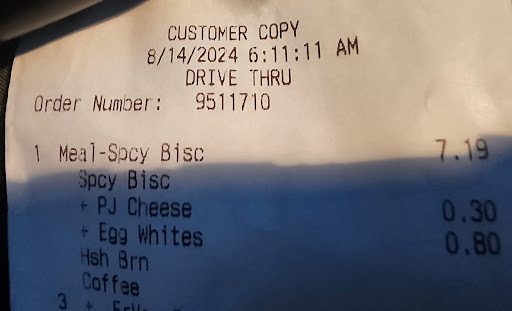 CUSTOMER COPY
8/14/2024 6:11:11 AM
DRIVE THRU
Order Number: 9511710
1 Meal-Spcy Bisc 7.19
Spcy Bisc
+ PJ Cheese 0.30
+ Egg Whites 0.80
Hsh Brn
Coffee
3 +